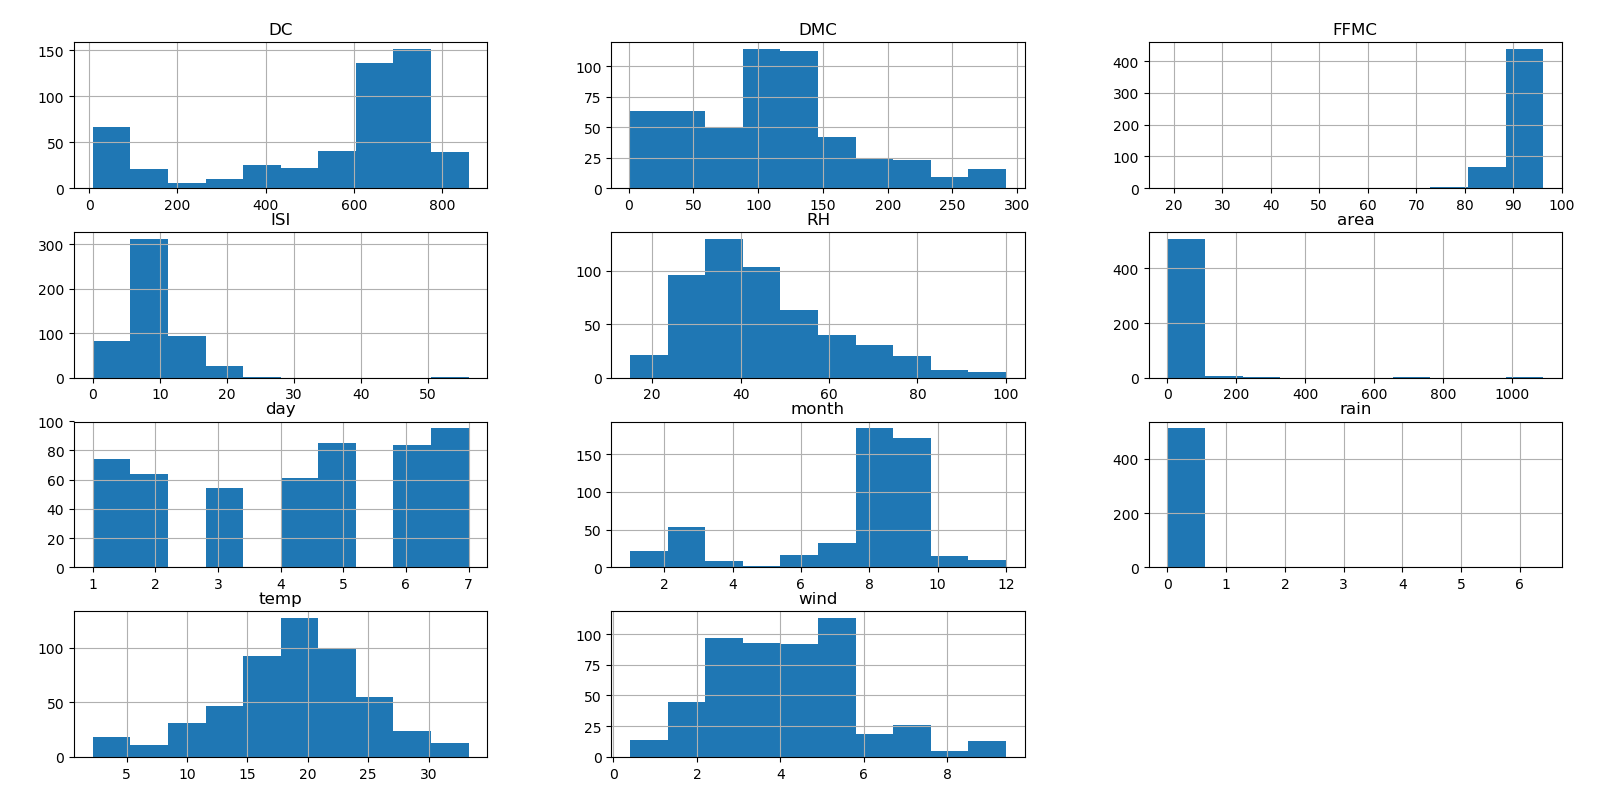 DC
DMC
FFMC
150
100
50
0
0 200 400 600 800
100
75
50
25
0
0 50 100 150 200 250 300
400
300
200
100
0
20 30 40 50 60 70 80 90 100
ISI
RH
area
300
200
100
0
0 10 20 30 40 50
100
50
0
20 40 60 80 100
400
200
0
0 200 400 600 800 1000
day
month
rain
100
80
60
40
20
0
1 2 3 4 5 6 7
150
100
50
0
2 4 6 8 10 12
400
200
0
0 1 2 3 4 5 6
temp
wind
100
50
0
5 10 15 20 25 30
100
75
50
25
0
0 2 4 6 8